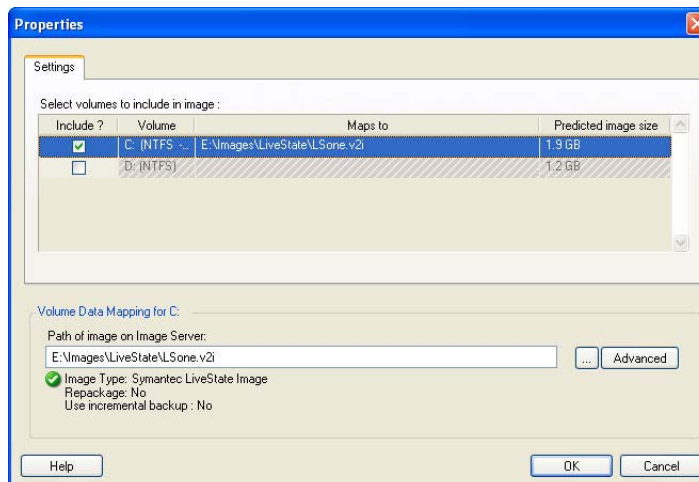 Properties
Settings
Select volumes to include in image :
Include ? Volume Maps to Predicted image size
C: (NTFS -... E:\Images\LiveState\LSone.v2i 1.9 GB
D: (NTFS) 1.2 GB
Volume Data Mapping for C:
Path of image on Image Server:
E:\Images\LiveState\LSone.v2i ... Advanced
Image Type: Symantec LiveState Image
Repackage: No
Use incremental backup : No
Help OK Cancel